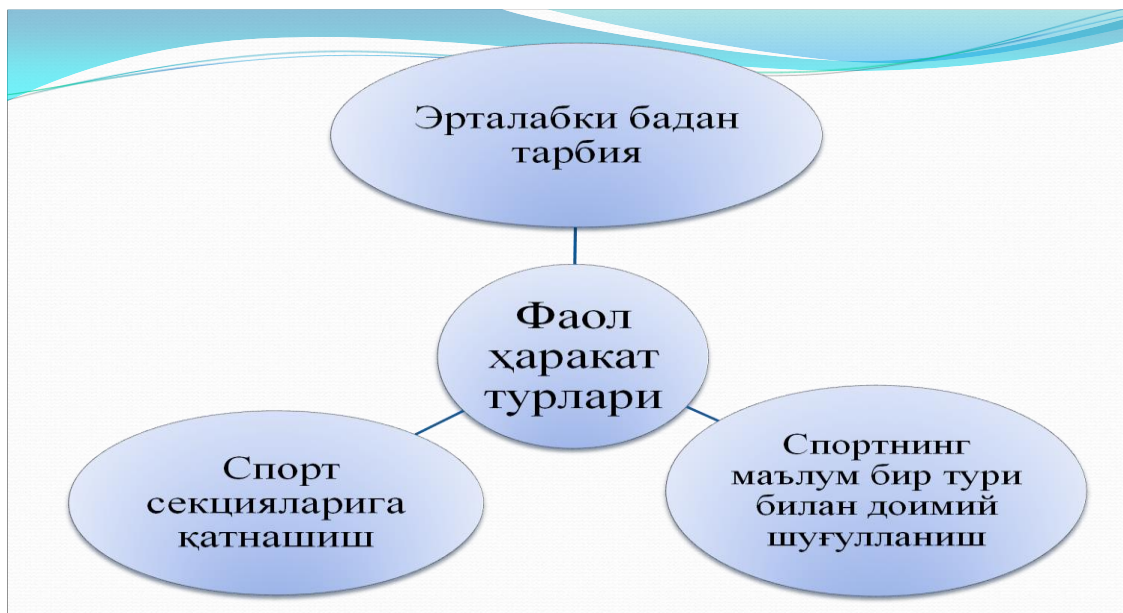 Эрталабки бадан
тарбия
Фаол
ҳаракат
турлари
Спорт
секцияларига
қатнашиш
Спортнинг
маълум бир тури
билан доимий
шуғулланиш